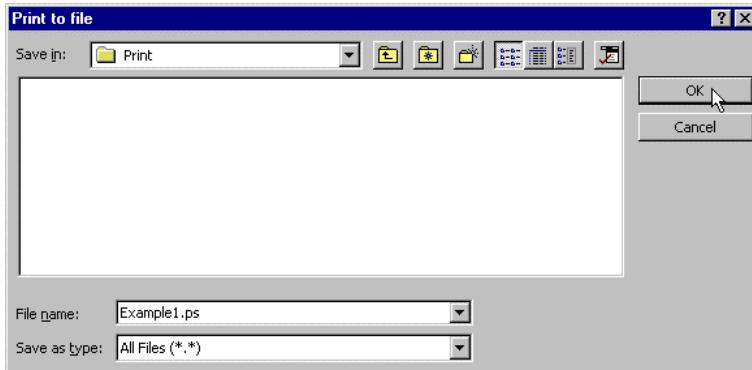 Print to file
Save in: Print
OK
Cancel
File name: Example1.ps
Save as type: All Files (*.*)